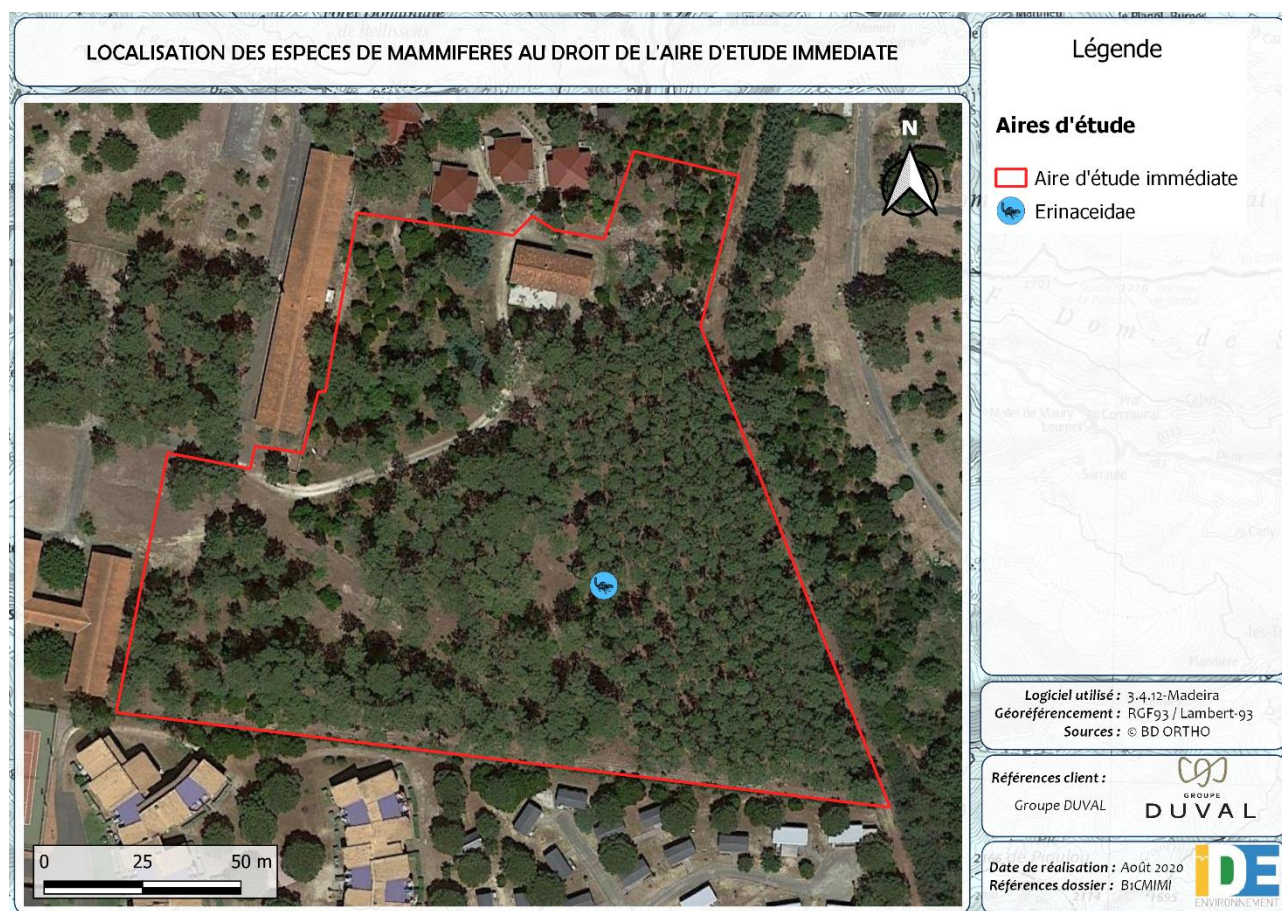 LOCALISATION DES ESPECES DE MAMMIFERES AU DROIT DE L'AIRE D'ETUDE IMMEDIATE
N
0 25 50 m
Légende
Aires d'étude
Aire d'étude immédiate
Erinaceidae
Logiciel utilisé : 3.4.12-Madeira
Géoréférencement : RGF93 / Lambert-93
Sources : © BD ORTHO
Références client :
Groupe DUVAL
GROUPE
DUVAL
Date de réalisation : Août 2020
Références dossier : B1CMIMI
iDE
ENVIRONNEMENT